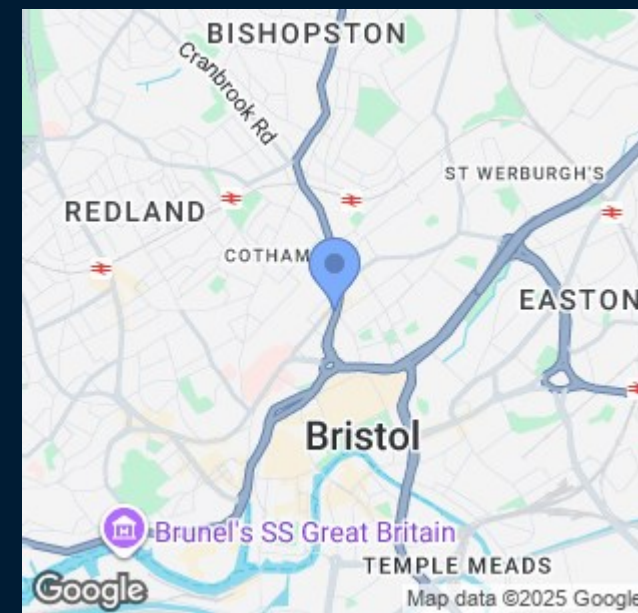 BISHOPSTON
Cranbrook Rd
ST WERBURGH'S
REDLAND
COTHAM
EASTON
Bristol
Brunel's SS Great Britain
TEMPLE MEADS
Google
Map data ©2025 Google